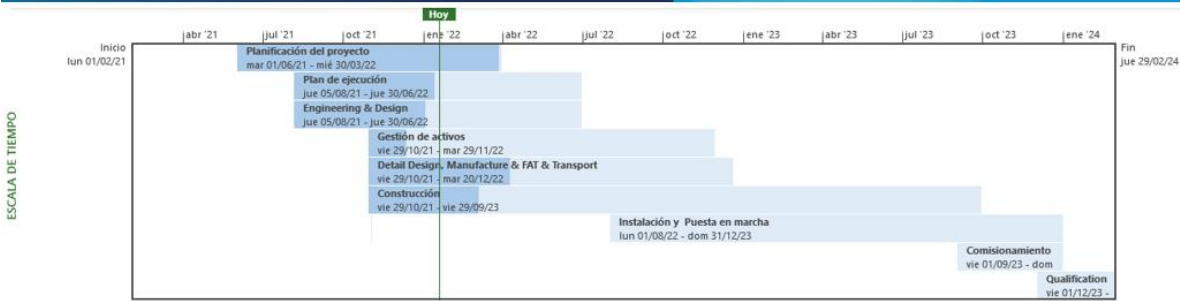 Hoy
abr '21
jul '21
oct '21
ene '22
abr '22
jul '22
oct '22
ene '23
abr '23
jul '23
oct '23
ene '24
Inicio
lun 01/02/21
Fin
jue 29/02/24
ESCALA DE TIEMPO
Planificación del proyecto
mar 01/06/21 - mié 30/03/22
Plan de ejecución
jue 05/08/21 - jue 30/06/22
Engineering & Design
jue 05/08/21 - jue 30/06/22
Gestión de activos
vie 29/10/21 - mar 29/11/22
Detail Design, Manufacture & FAT & Transport
vie 29/10/21 - mar 20/12/22
Construcción
vie 29/10/21 - vie 29/09/23
Instalación y Puesta en marcha
lun 01/08/22 - dom 31/12/23
Comisionamiento
vie 01/09/23 - dom
Qualification
vie 01/12/23 -